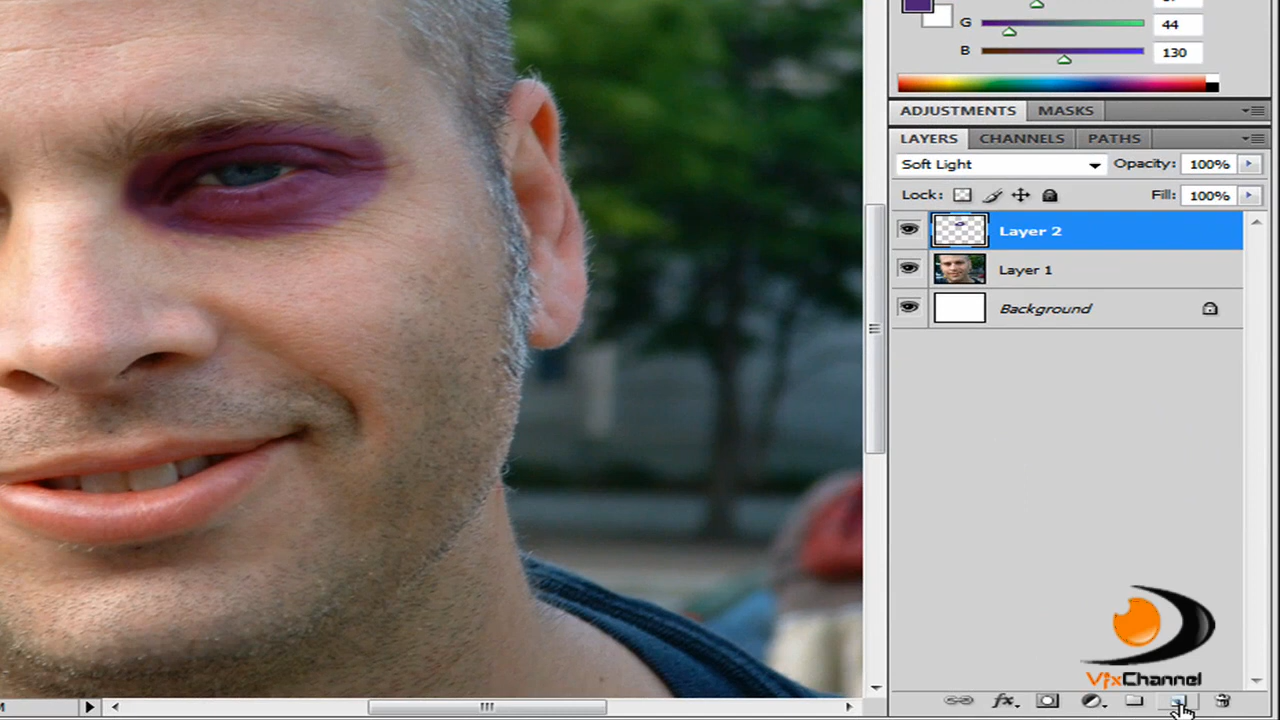 G 44
B 130
ADJUSTMENTS MASKS
LAYERS CHANNELS PATHS
Soft Light Opacity: 100%
Lock: Fill: 100%
Layer 2
Layer 1
Background
VfxChannel
fx